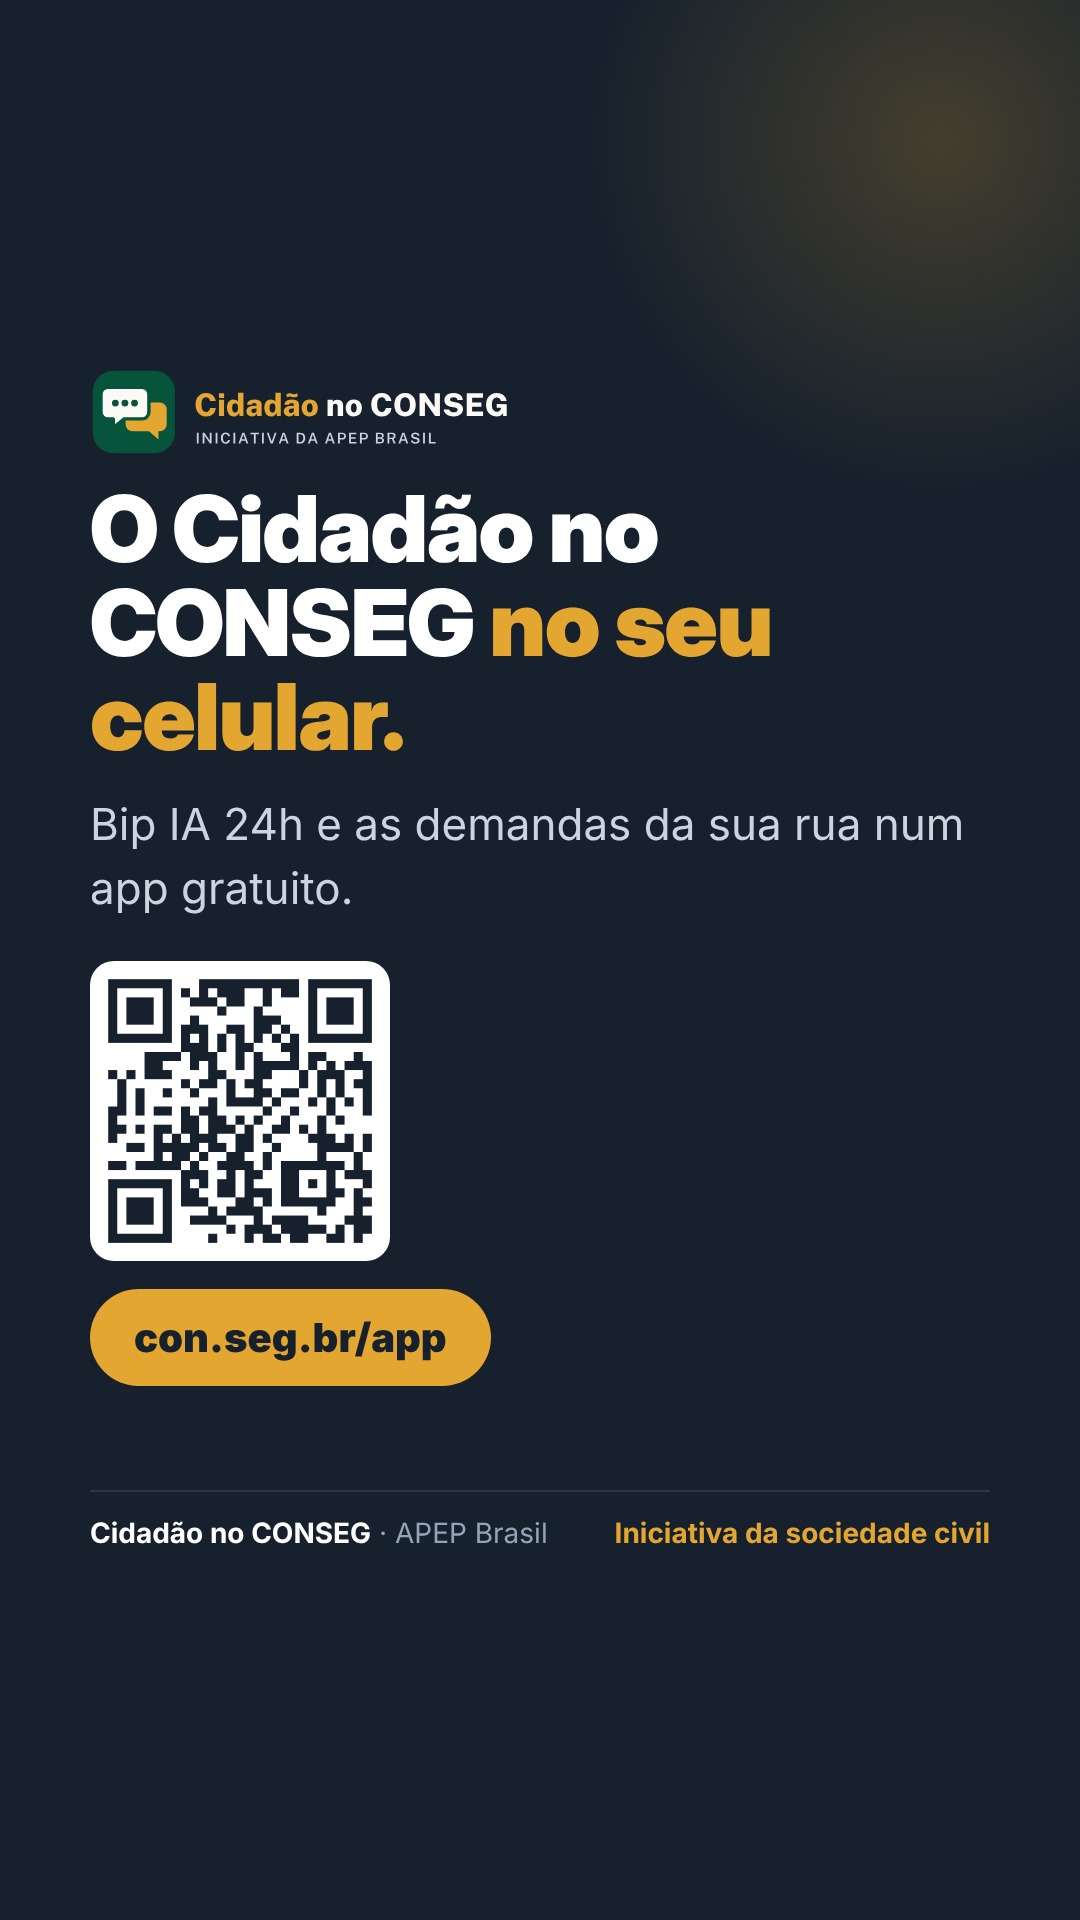 Cidadão no CONSEG
INICIATIVA DA APEP BRASIL
O Cidadão no
CONSEG no seu
celular.
Bip IA 24h e as demandas da sua rua num
app gratuito.
con.seg.br/app
Cidadão no CONSEG · APEP Brasil
Iniciativa da sociedade civil